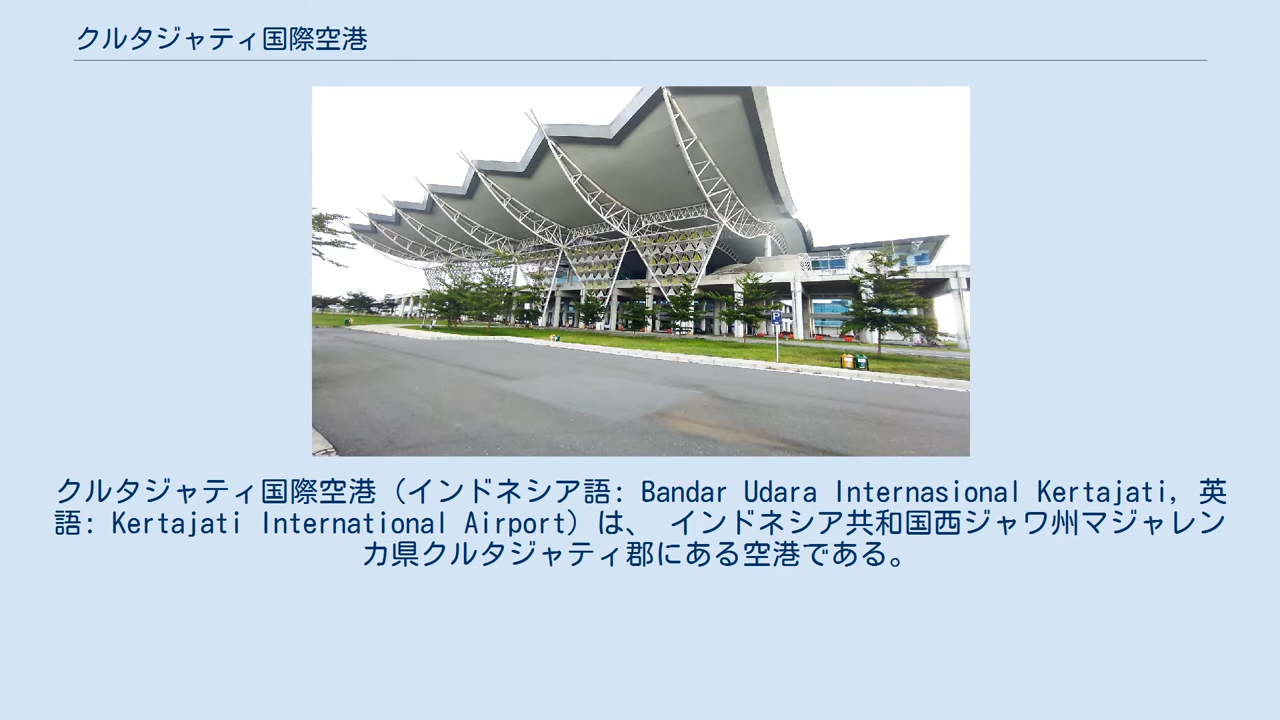 クルタジャティ国際空港
P
クルタジャティ国際空港（インドネシア語: Bandar Udara Internasional Kertajati, 英
語: Kertajati International Airport）は、 インドネシア共和国西ジャワ州マジャレン
カ県クルタジャティ郡にある空港である。